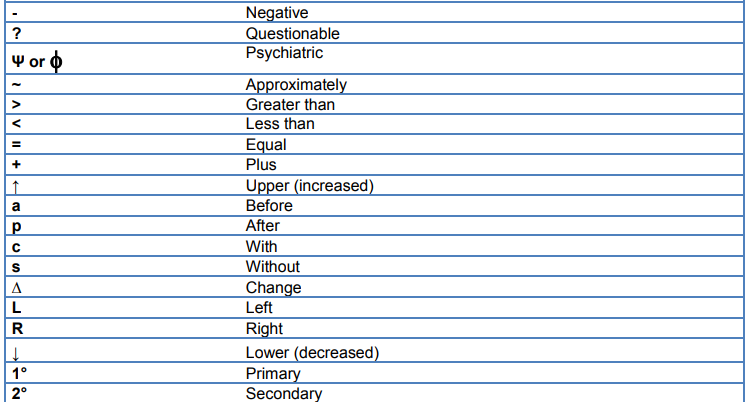 - Negative
? Questionable
Ψ or ϕ Psychiatric
~ Approximately
> Greater than
< Less than
= Equal
+ Plus
↑ Upper (increased)
a Before
p After
c With
s Without
Δ Change
L Left
R Right
↓ Lower (decreased)
1° Primary
2° Secondary